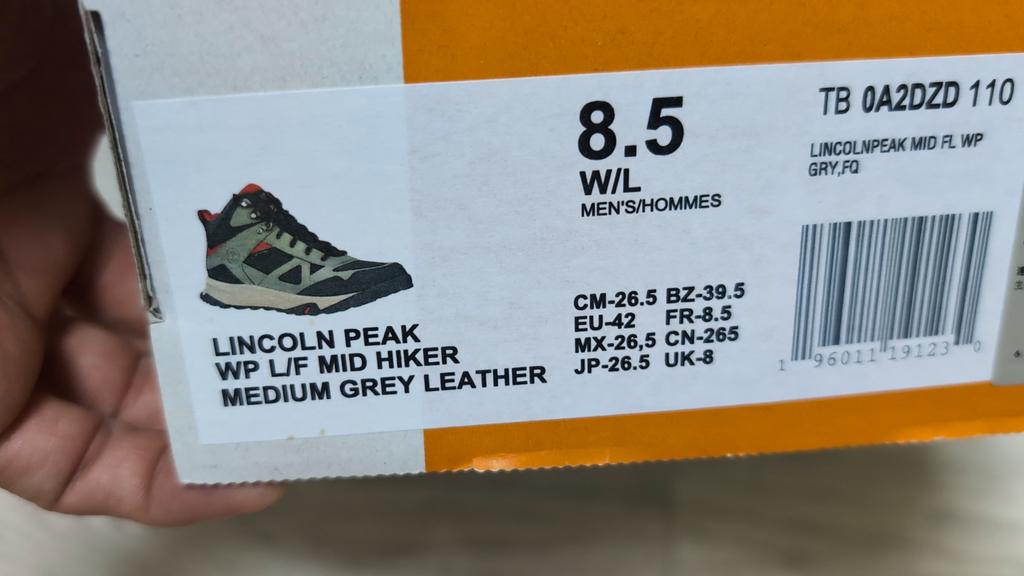 8.5
W/L
MEN'S/HOMMES
TB 0A2DZD 110
LINCOLNPEAK MID FL WP
GRY,FQ
LINCOLN PEAK
WP L/F MID HIKER
MEDIUM GREY LEATHER
CM-26.5 BZ-39.5
EU-42 FR-8.5
MX-26,5 CN-265
JP-26.5 UK-8
1 96011 19123 0